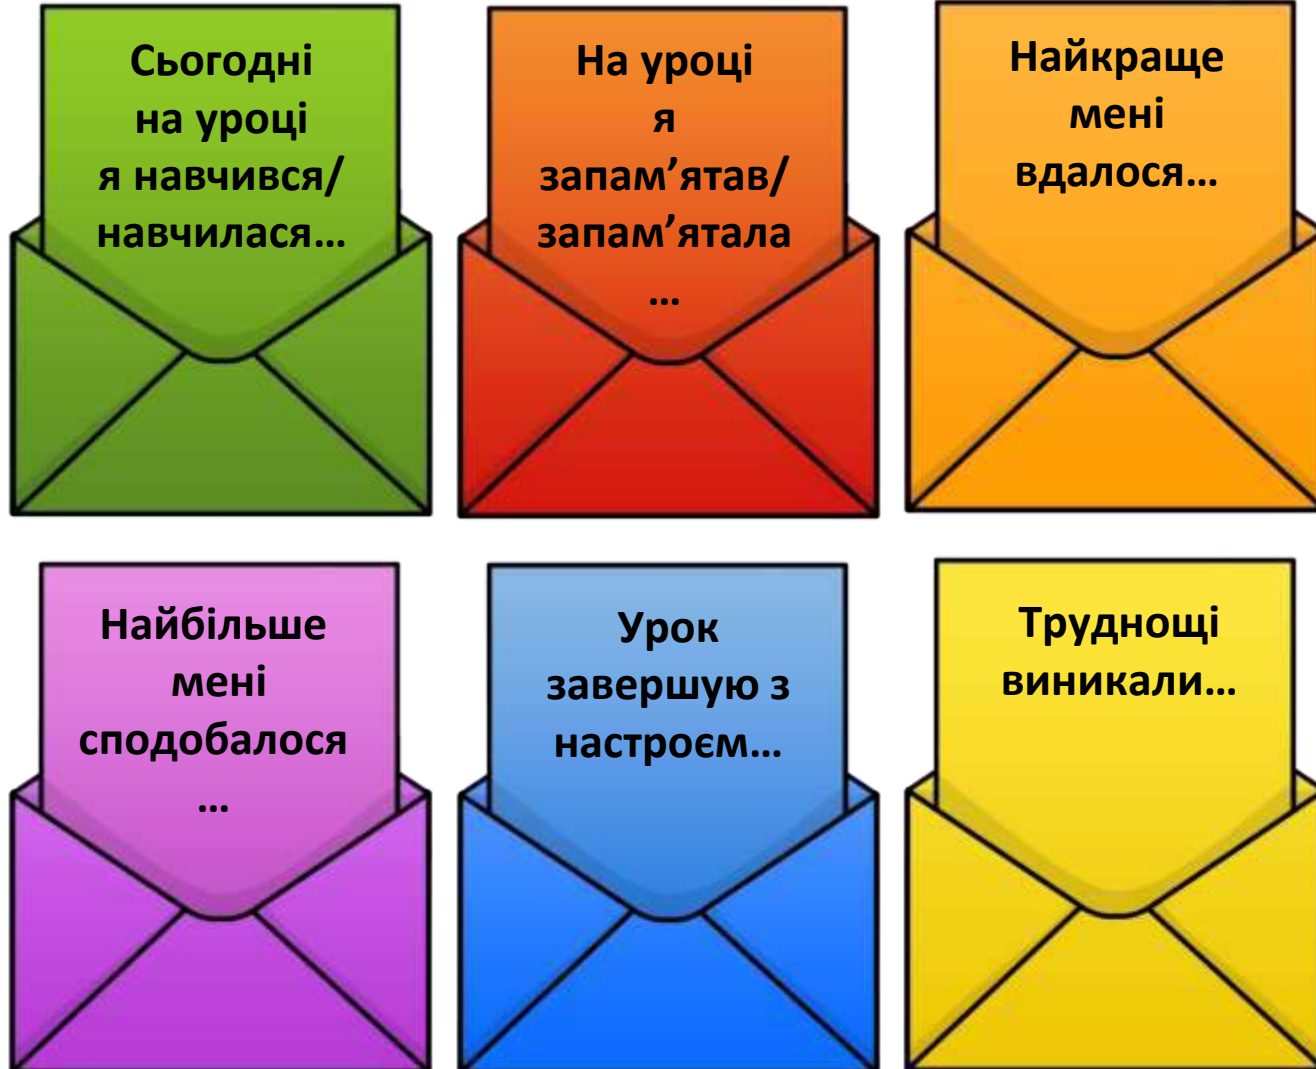 Сьогодні
на уроці
я навчився/
навчилася...
На уроці
я
запам’ятав/
запам’ятала
...
Найкраще
мені
вдалося...
Найбільше
мені
сподобалося
...
Урок
завершую з
настроєм...
Труднощі
виникали...